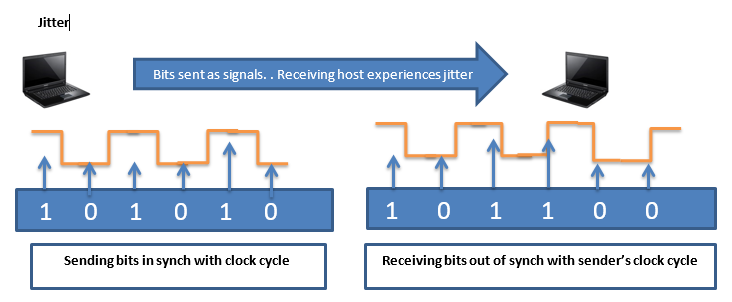 Jitter
Bits sent as signals. . Receiving host experiences jitter
1 0 1 0 1 0
1 0 1 1 0 0
Sending bits in synch with clock cycle
Receiving bits out of synch with sender's clock cycle